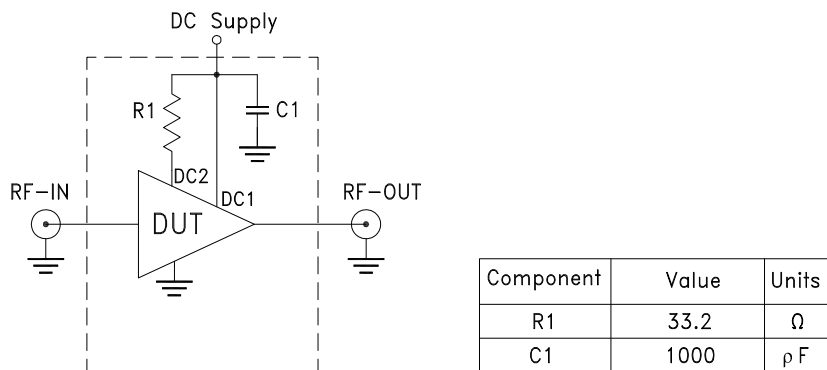 DC Supply
R1
C1
DC2
DC1
RF-IN
RF-OUT
DUT
Component Value Units
R1 33.2 Ω
C1 1000 ρF